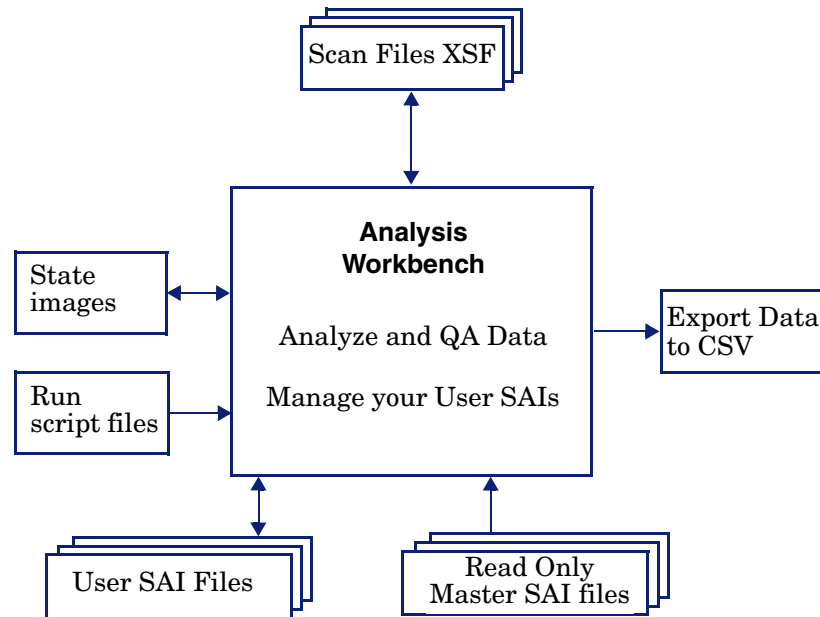 Scan Files XSF
Analysis
Workbench
Analyze and QA Data
Manage your User SAIs
State
images
Run
script files
Export Data
to CSV
User SAI Files
Read Only
Master SAI files